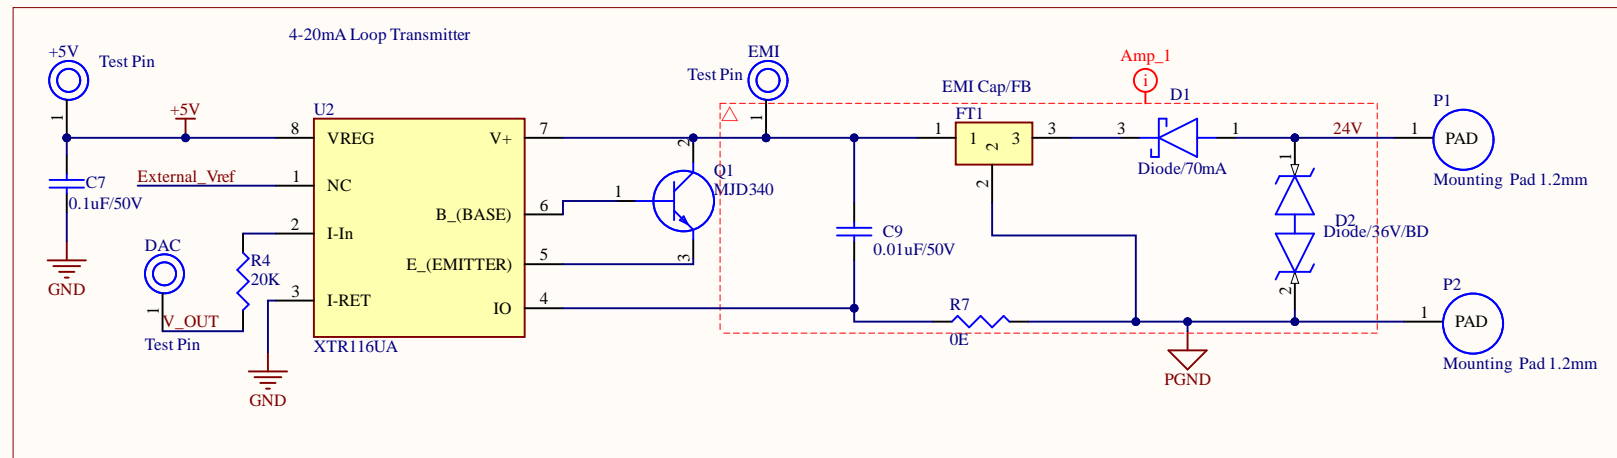 4-20mA Loop Transmitter
+5V
Test Pin
1
+5V
C7
0.1uF/50V
GND
External_Vref
DAC
1
V_OUT
Test Pin
R4
20K
GND
U2
8
VREG
1
NC
2
I-In
3
I-RET
V+
7
B_(BASE)
6
E_(EMITTER)
5
IO
4
XTR116UA
1
2
Q1
MJD340
3
EMI
Test Pin
1
C9
0.01uF/50V
EMI Cap/FB
FT1
1
1
2
3
3
2
R7
0E
Amp_1
i
D1
3
1
Diode/70mA
24V
1
D2
Diode/36V/BD
2
PGND
P1
1
PAD
Mounting Pad 1.2mm
P2
1
PAD
Mounting Pad 1.2mm